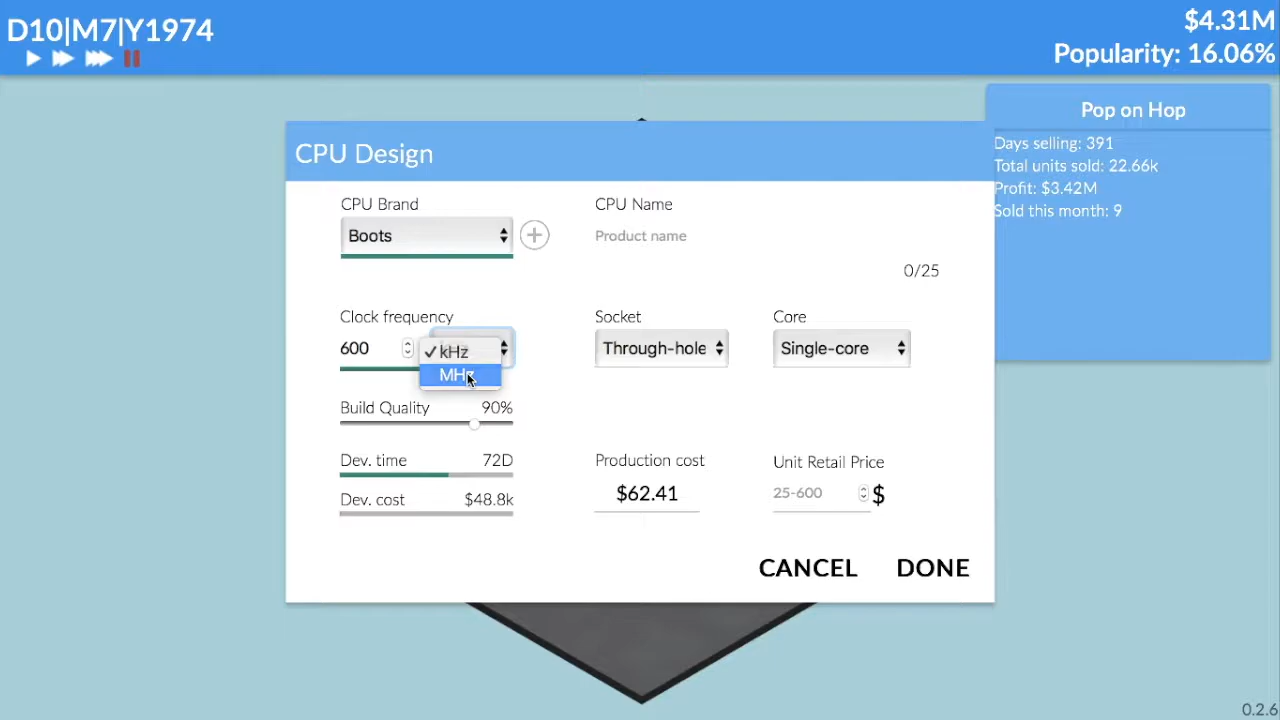 D10|M7|Y1974
$4.31M
Popularity: 16.06%
Pop on Hop
Days selling: 391
Total units sold: 22.66k
Profit: $3.42M
Sold this month: 9
CPU Design
CPU Brand
Boots
CPU Name
Product name
0/25
Clock frequency
600
✓kHz
MHz
Socket
Through-hole
Core
Single-core
Build Quality 90%
Dev. time 72D
Dev. cost $48.8k
Production cost
$62.41
Unit Retail Price
25-600 $
CANCEL DONE
0.2.6